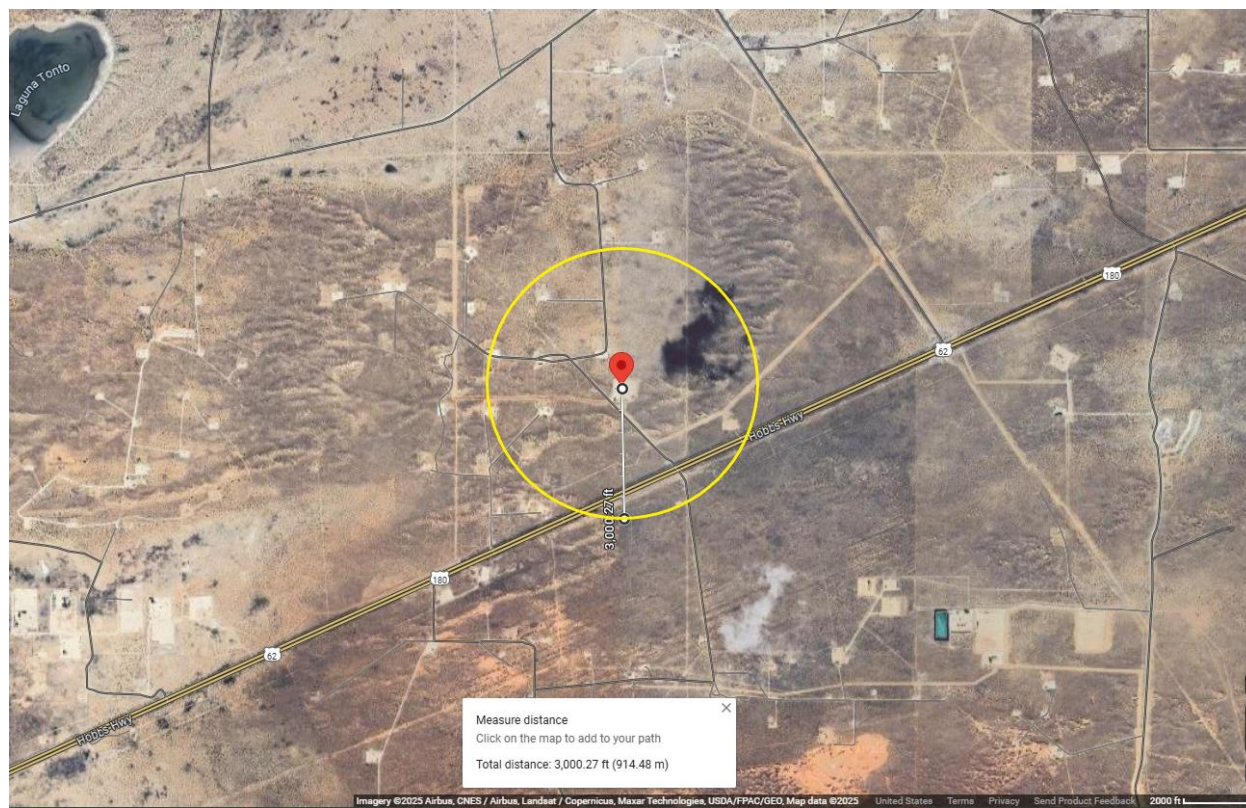 Laguna Tonto
180
62
Hobbs Hwy
3,000.27 ft
180
62
Hobbs Hwy
Measure distance
Click on the map to add to your path
Total distance: 3,000.27 ft (914.48 m)
Imagery ©2025 Airbus, CNES / Airbus, Landsat / Copernicus, Maxar Technologies, USDA/FPAC/GEO, Map data ©2025 United States Terms Privacy Send Product Feedback 2000 ft